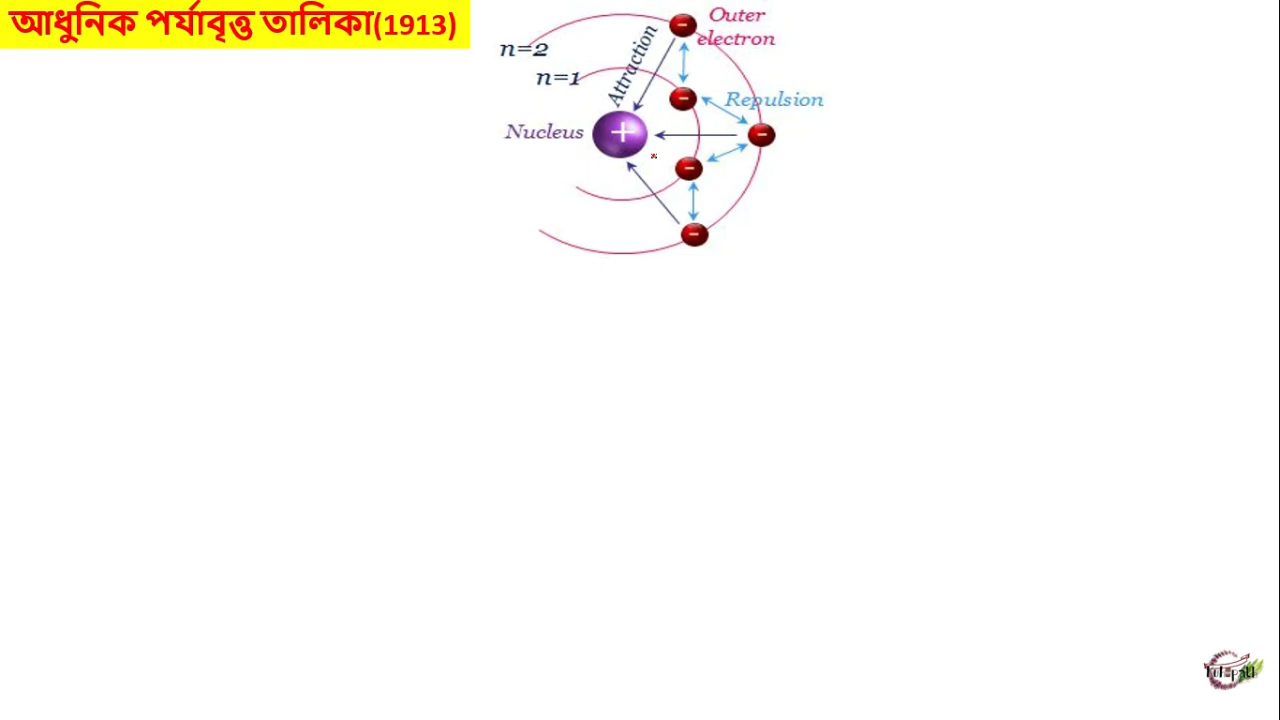 আধুনিক পর্যাবৃত্ত তালিকা(1913)
Outer
electron
n=2
n=1
Attraction
Repulsion
Nucleus
+
-
-
-
-
-